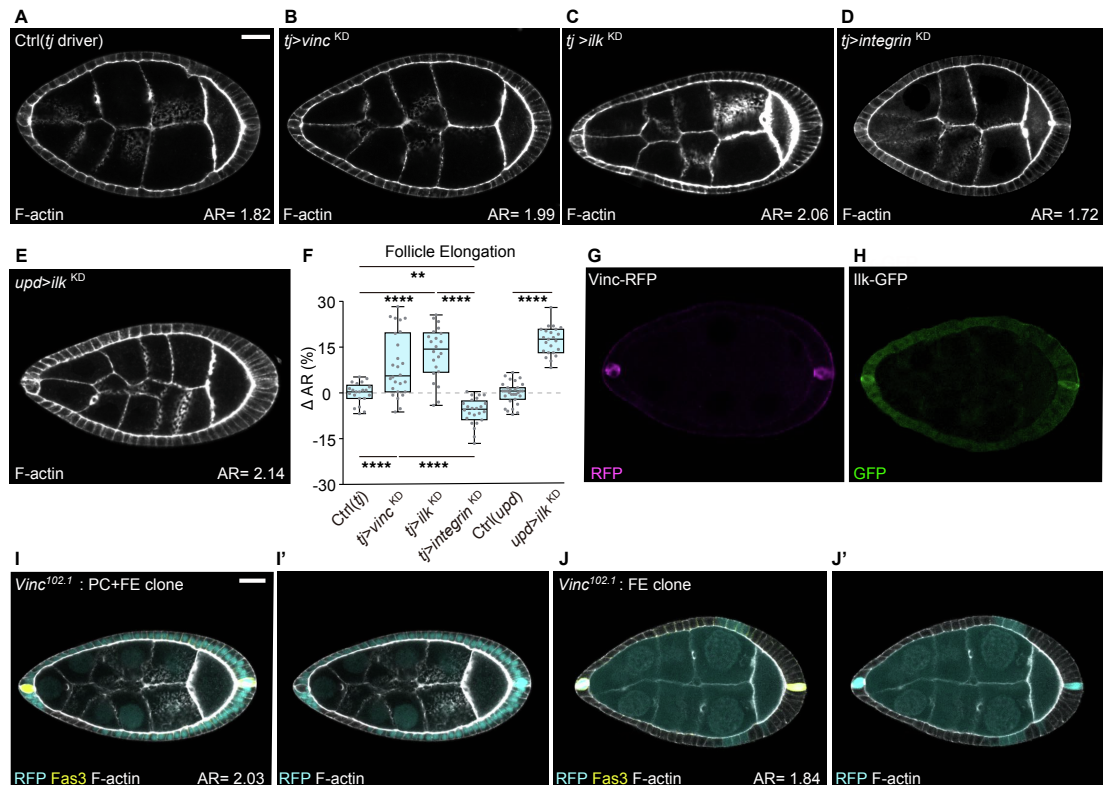 A
Ctrl(tj driver)
F-actin
AR= 1.82
B
tj>vinc KD
F-actin
AR= 1.99
C
tj >ilk KD
F-actin
AR= 2.06
D
tj>integrin KD
F-actin
AR= 1.72
E
upd>ilk KD
F-actin
AR= 2.14
F
Follicle Elongation
**
**** **** ****
Δ AR (%)
30
15
0
-15
-30
**** ****
Ctrl(tj)
tj>vinc KD
tj>ilk KD
tj>integrin KD
Ctrl(upd)
upd>ilk KD
G
Vinc-RFP
RFP
H
Ilk-GFP
GFP
I
Vinc102.1 : PC+FE clone
RFP Fas3 F-actin
AR= 2.03
I’
RFP F-actin
J
Vinc102.1 : FE clone
RFP Fas3 F-actin
AR= 1.84
J’
RFP F-actin